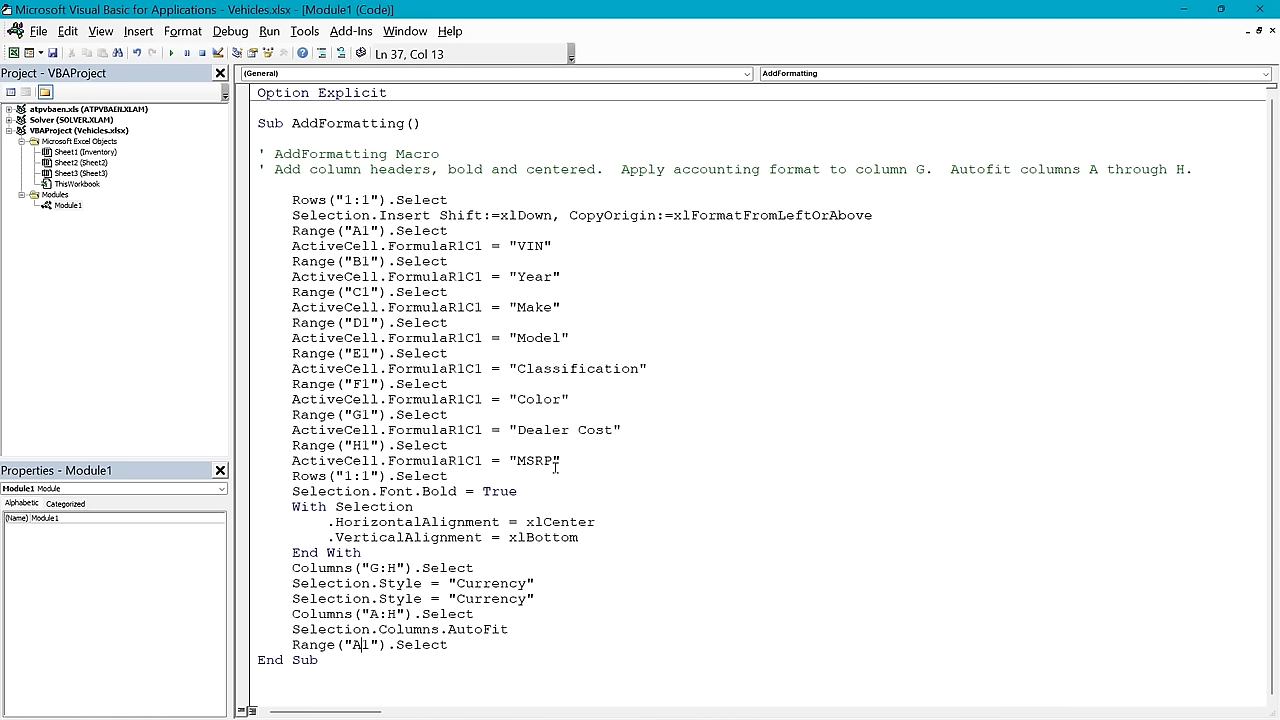 Microsoft Visual Basic for Applications - Vehicles.xlsx - [Module1 (Code)]
File Edit View Insert Format Debug Run Tools Add-Ins Window Help
Ln 37, Col 13
Project - VBAProject
(General)
AddFormatting
atpvbaen.xls (ATPVBAEN.XLAM)
Solver (SOLVER.XLAM)
VBAProject (Vehicles.xlsx)
Microsoft Excel Objects
Sheet1 (Inventory)
Sheet2 (Sheet2)
Sheet3 (Sheet3)
ThisWorkbook
Modules
Module1
Properties - Module1
Module1 Module
Alphabetic Categorized
(Name) Module1
Option Explicit
Sub AddFormatting()
' AddFormatting Macro
' Add column headers, bold and centered.  Apply accounting format to column G.  Autofit columns A through H.
Rows("1:1").Select
Selection.Insert Shift:=xlDown, CopyOrigin:=xlFormatFromLeftOrAbove
Range("A1").Select
ActiveCell.FormulaR1C1 = "VIN"
Range("B1").Select
ActiveCell.FormulaR1C1 = "Year"
Range("C1").Select
ActiveCell.FormulaR1C1 = "Make"
Range("D1").Select
ActiveCell.FormulaR1C1 = "Model"
Range("E1").Select
ActiveCell.FormulaR1C1 = "Classification"
Range("F1").Select
ActiveCell.FormulaR1C1 = "Color"
Range("G1").Select
ActiveCell.FormulaR1C1 = "Dealer Cost"
Range("H1").Select
ActiveCell.FormulaR1C1 = "MSRP"
Rows("1:1").Select
Selection.Font.Bold = True
With Selection
.HorizontalAlignment = xlCenter
.VerticalAlignment = xlBottom
End With
Columns("G:H").Select
Selection.Style = "Currency"
Selection.Style = "Currency"
Columns("A:H").Select
Selection.Columns.AutoFit
Range("A1").Select
End Sub